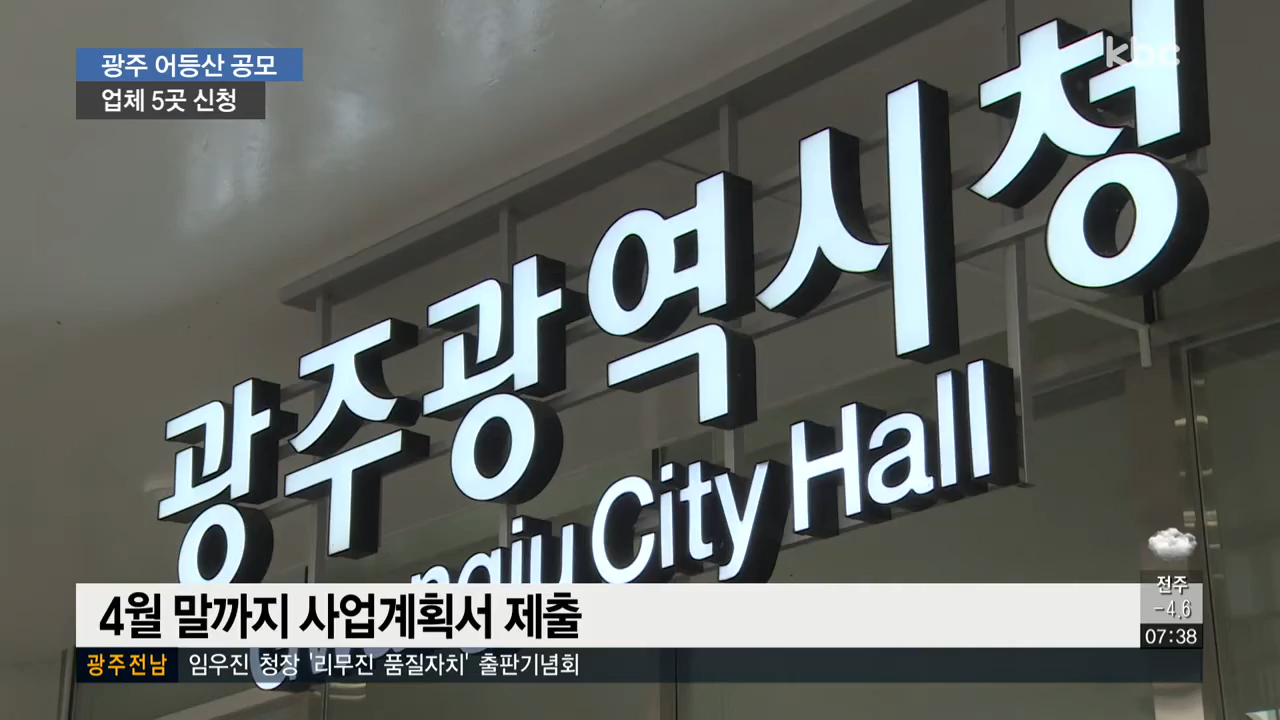 광주 어등산 공모
업체 5곳 신청
kbc
광주광역시청
City Hall
4월 말까지 사업계획서 제출
전주
-4.6
07:38
광주전남 임우진 청장 '리무진 품질자치' 출판기념회